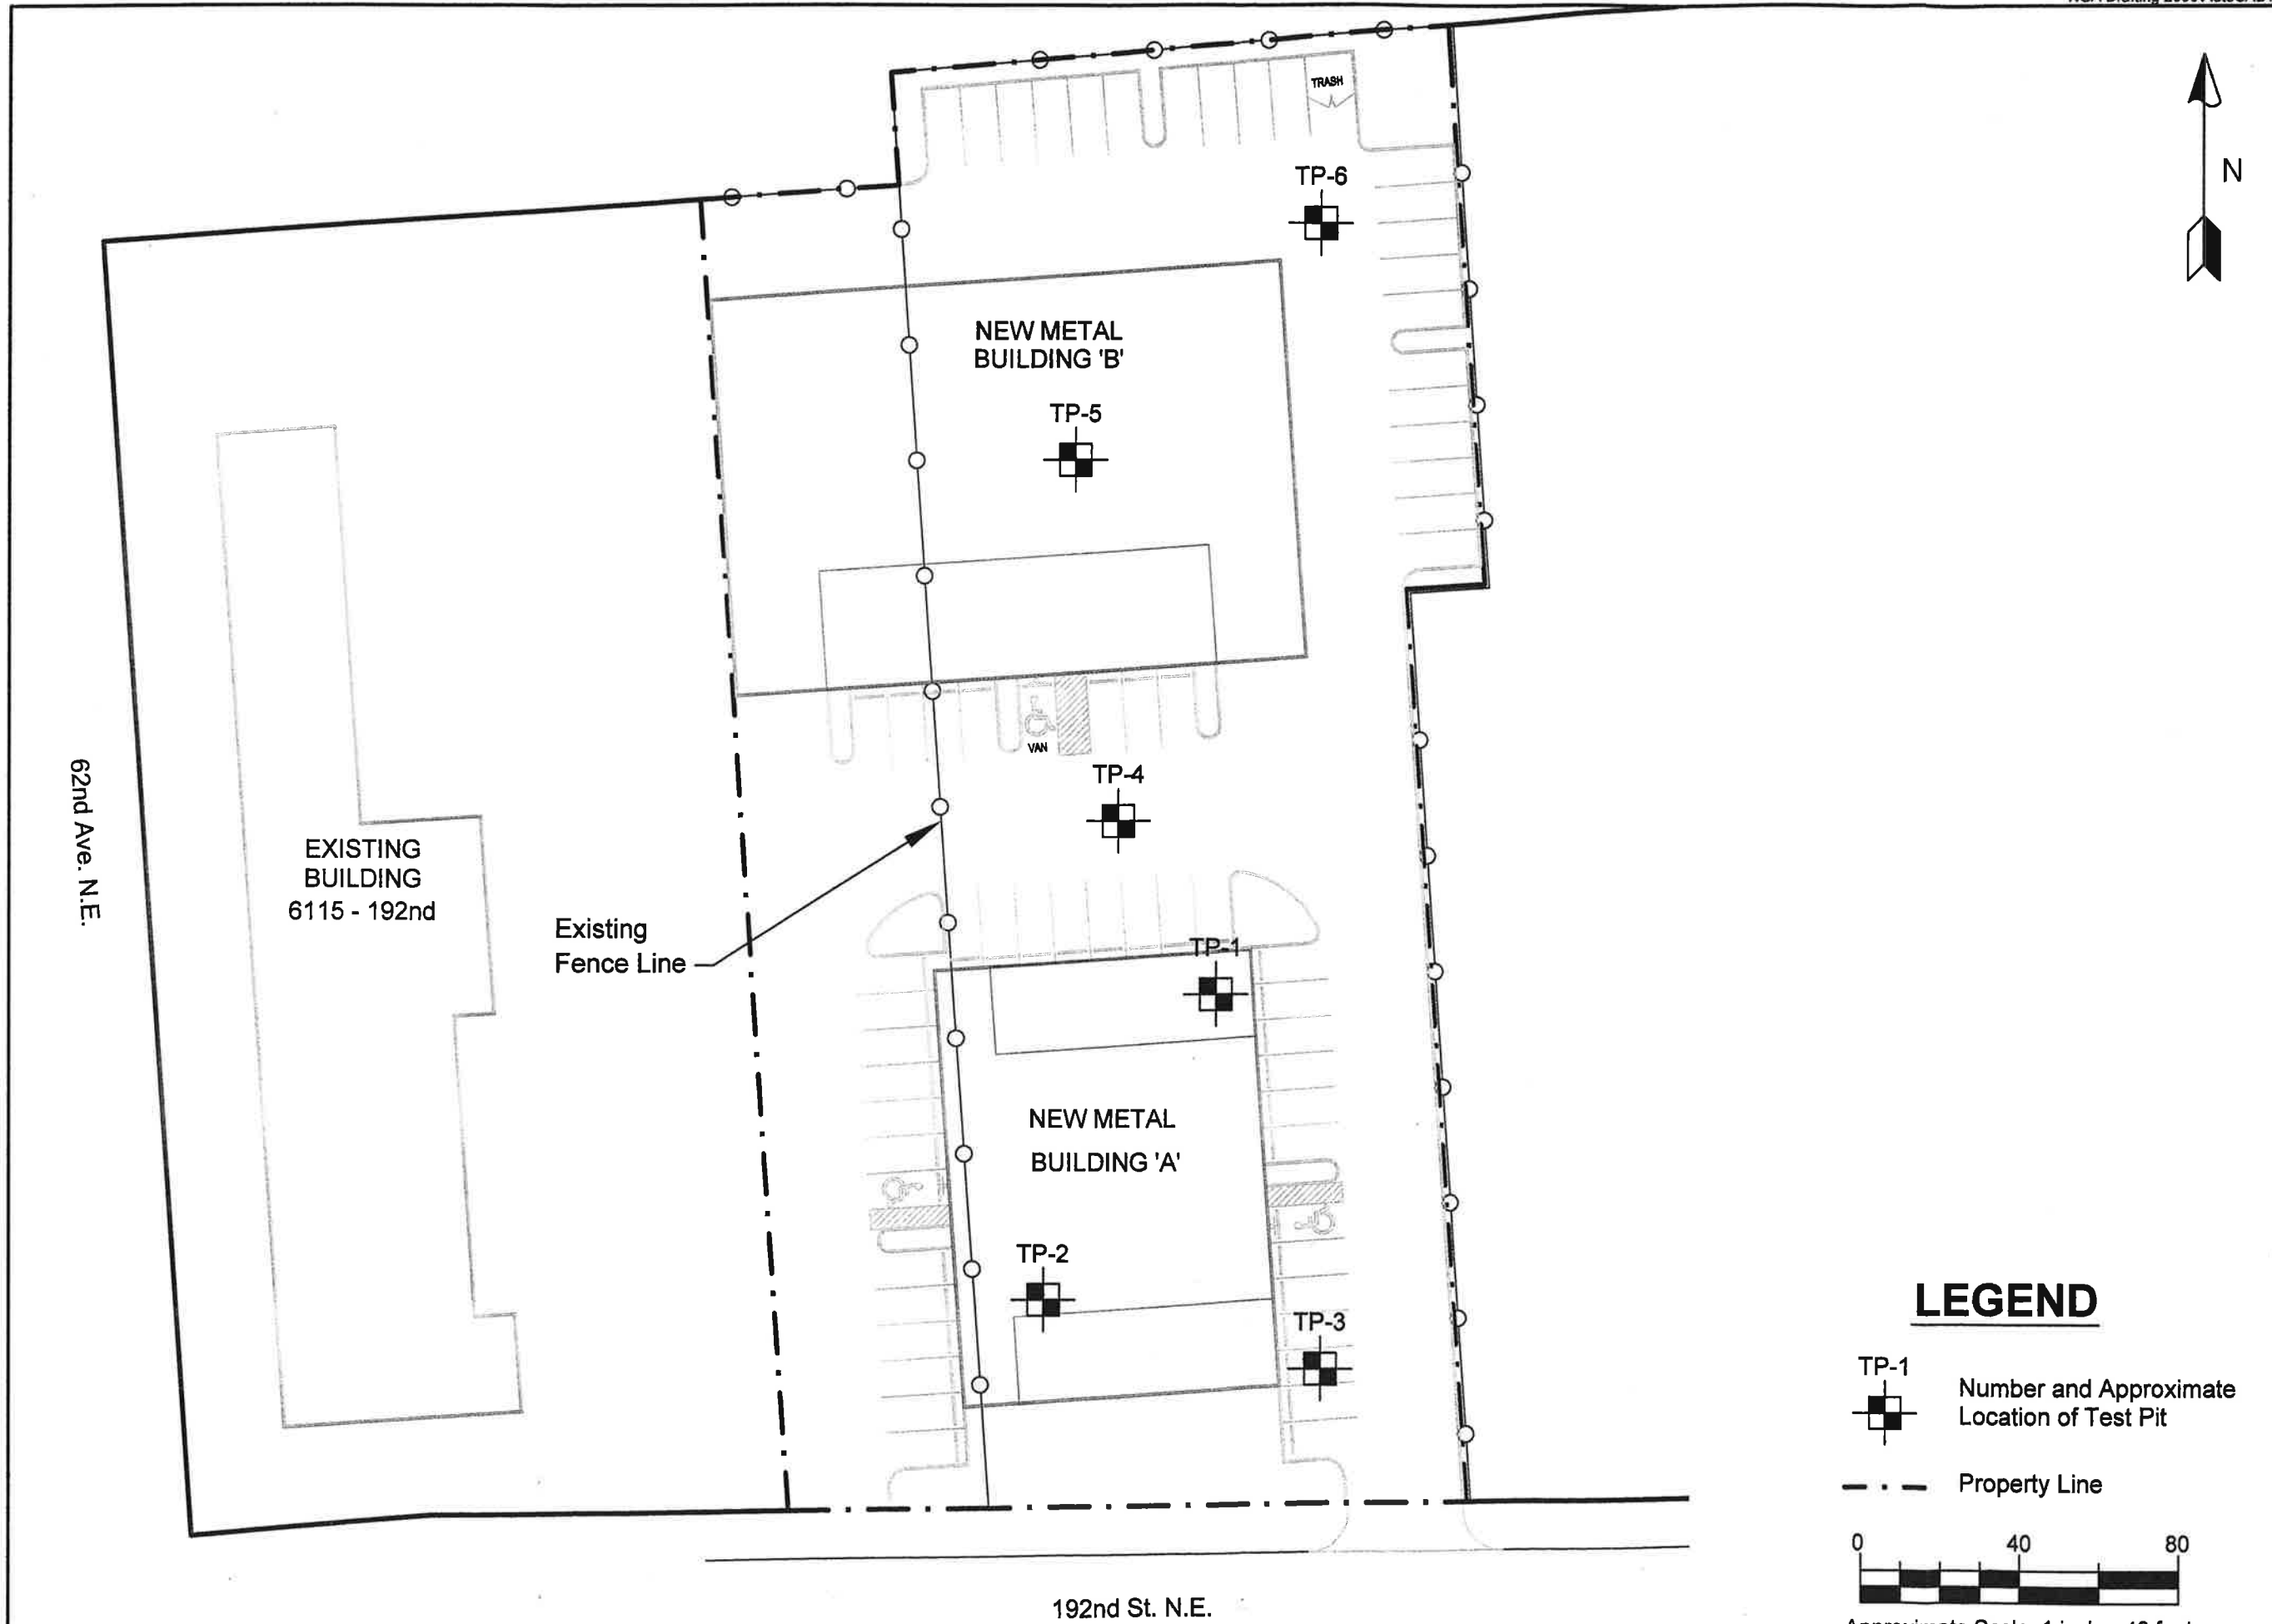 TRASH
N
TP-6
NEW METAL
BUILDING 'B'
TP-5
VAN
TP-4
62nd Ave. N.E.
EXISTING
BUILDING
6115 - 192nd
Existing
Fence Line
TP-1
NEW METAL
BUILDING 'A'
TP-2
TP-3
LEGEND
TP-1
Number and Approximate
Location of Test Pit
Property Line
0 40 80
192nd St. N.E.